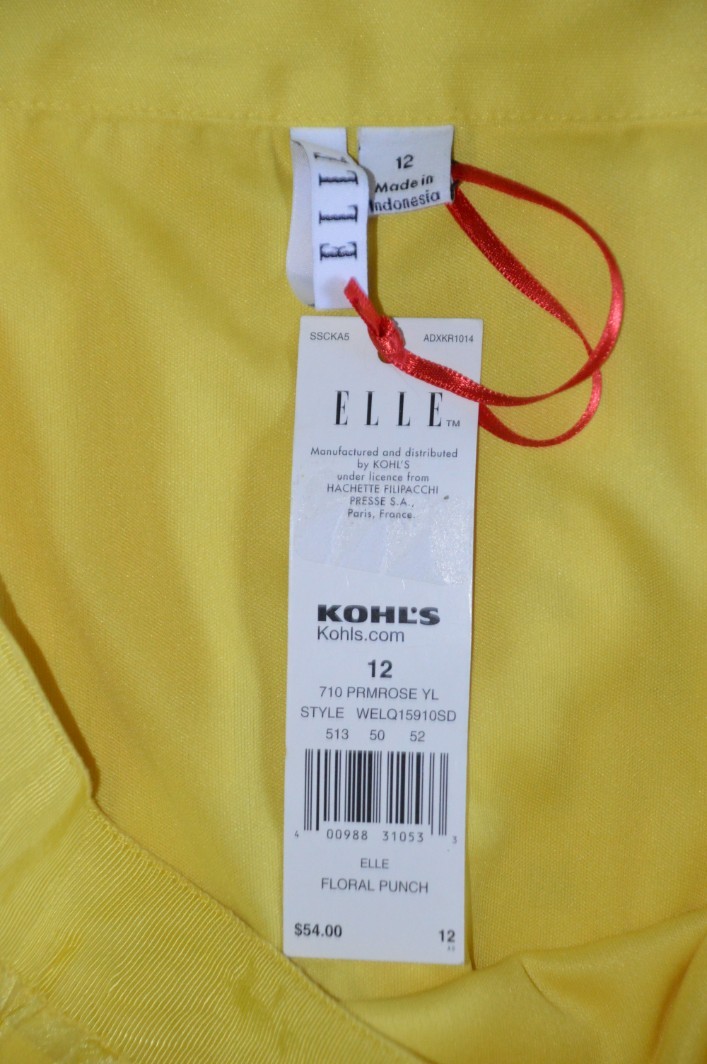 ELLE
12
Made in
Indonesia
SSCKA5 ADXKR1014
ELLE™
Manufactured and distributed
by KOHL'S
under licence from
HACHETTE FILIPACCHI
PRESSE S.A.,
Paris, France.
KOHL'S
Kohls.com
12
710 PRMROSE YL
STYLE WELQ15910SD
513 50 52
4 00988 31053 3
ELLE
FLORAL PUNCH
$54.00 12